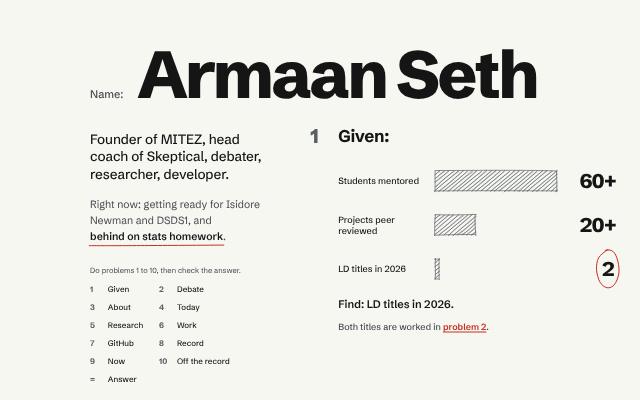 Name: Armaan Seth
Founder of MITEZ, head
coach of Skeptical, debater,
researcher, developer.
Right now: getting ready for Isidore
Newman and DSDS1, and
behind on stats homework.
Do problems 1 to 10, then check the answer.
1 Given 2 Debate
3 About 4 Today
5 Research 6 Work
7 GitHub 8 Record
9 Now 10 Off the record
= Answer
1 Given:
Students mentored 60+
Projects peer
reviewed 20+
LD titles in 2026 2
Find: LD titles in 2026.
Both titles are worked in problem 2.